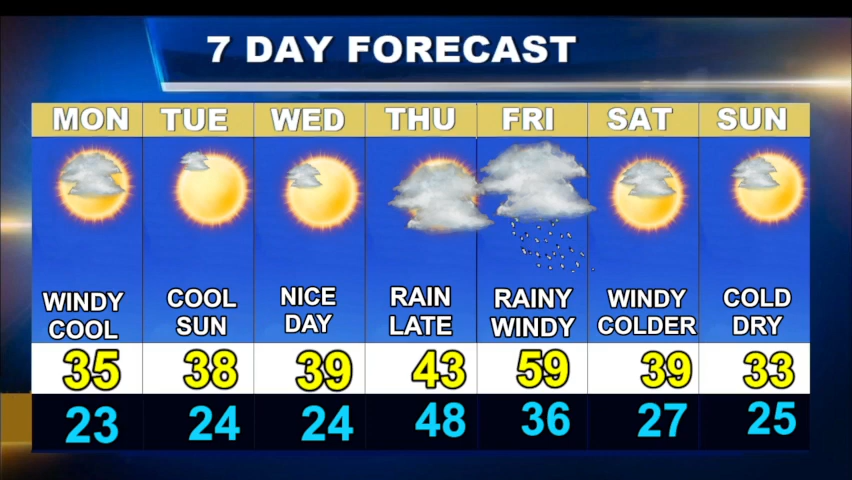 7 DAY FORECAST
MON TUE WED THU FRI SAT SUN
WINDY COOL NICE RAIN RAINY WINDY COLD
COOL SUN DAY LATE WINDY COLDER DRY
35 38 39 43 59 39 33
23 24 24 48 36 27 25